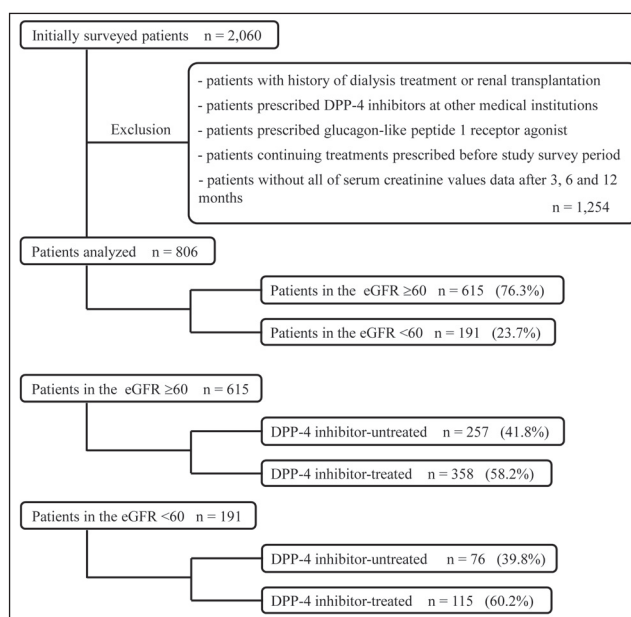 Initially surveyed patients n = 2,060
Exclusion
- patients with history of dialysis treatment or renal transplantation
- patients prescribed DPP-4 inhibitors at other medical institutions
- patients prescribed glucagon-like peptide 1 receptor agonist
- patients continuing treatments prescribed before study survey period
- patients without all of serum creatinine values data after 3, 6 and 12
months
n = 1,254
Patients analyzed n = 806
Patients in the eGFR ≥60 n = 615 (76.3%)
Patients in the eGFR <60 n = 191 (23.7%)
Patients in the eGFR ≥60 n = 615
DPP-4 inhibitor-untreated n = 257 (41.8%)
DPP-4 inhibitor-treated n = 358 (58.2%)
Patients in the eGFR <60 n = 191
DPP-4 inhibitor-untreated n = 76 (39.8%)
DPP-4 inhibitor-treated n = 115 (60.2%)